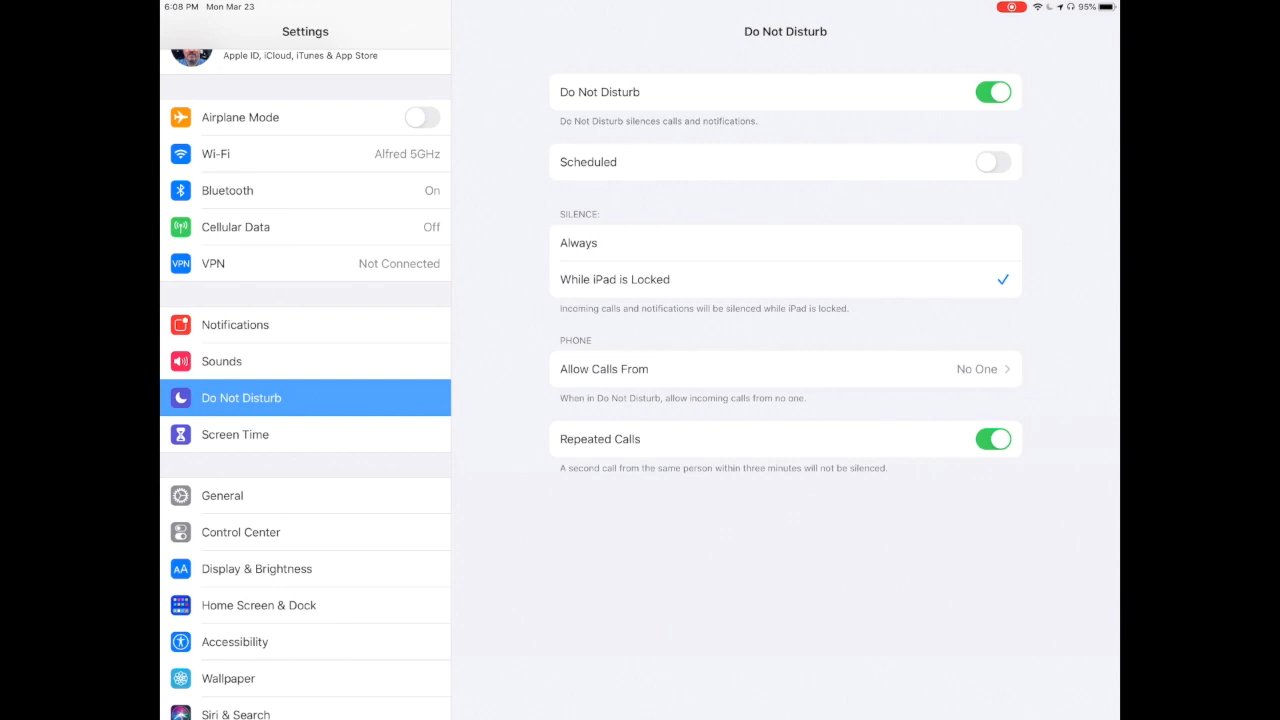 6:08 PM Mon Mar 23
95%
Settings
Apple ID, iCloud, iTunes & App Store
Airplane Mode
Wi-Fi Alfred 5GHz
Bluetooth On
Cellular Data Off
VPN VPN Not Connected
Notifications
Sounds
Do Not Disturb
Screen Time
General
Control Center
AA Display & Brightness
Home Screen & Dock
Accessibility
Wallpaper
Siri & Search
Do Not Disturb
Do Not Disturb
Do Not Disturb silences calls and notifications.
Scheduled
SILENCE:
Always
While iPad is Locked
Incoming calls and notifications will be silenced while iPad is locked.
PHONE
Allow Calls From No One
When in Do Not Disturb, allow incoming calls from no one.
Repeated Calls
A second call from the same person within three minutes will not be silenced.